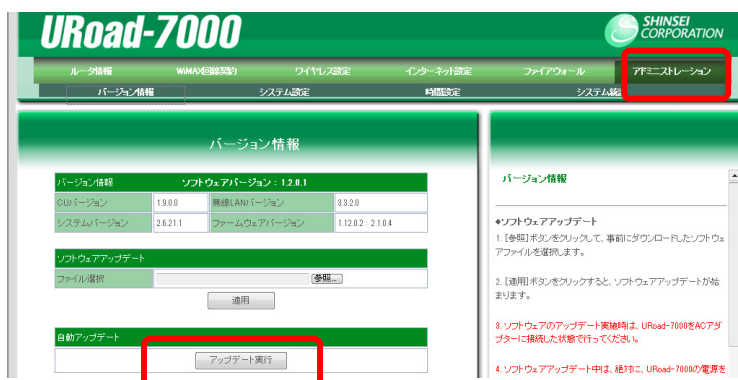 URoad-7000
SHINSEI
CORPORATION
ルータ情報 WiMAX回線契約 ワイヤレス設定 インターネット設定 ファイアウォール アドミニストレーション
バージョン情報 システム設定 時間設定 システム統
バージョン情報
バージョン情報 ソフトウェアバージョン : 1.2.0.1
CUIバージョン 1.9.0.0 無線LANバージョン 3.3.2.0
システムバージョン 2.6.21.1 ファームウェアバージョン 1.12.0.2 : 2.1.0.4
ソフトウェアアップデート
ファイル選択 参照...
適用
自動アップデート
アップデート実行
バージョン情報
◆ソフトウェアアップデート
1. [参照]ボタンをクリックして、事前にダウンロードしたソフトウェ
アファイルを選択します。
2. [適用]ボタンをクリックすると、ソフトウェアアップデートが始
まります。
3. ソフトウェアのアップデート実施時は、URoad-7000をACアダ
プターに接続した状態で行ってください。
4. ソフトウェアアップデート中は、絶対に、URoad-7000の電源を